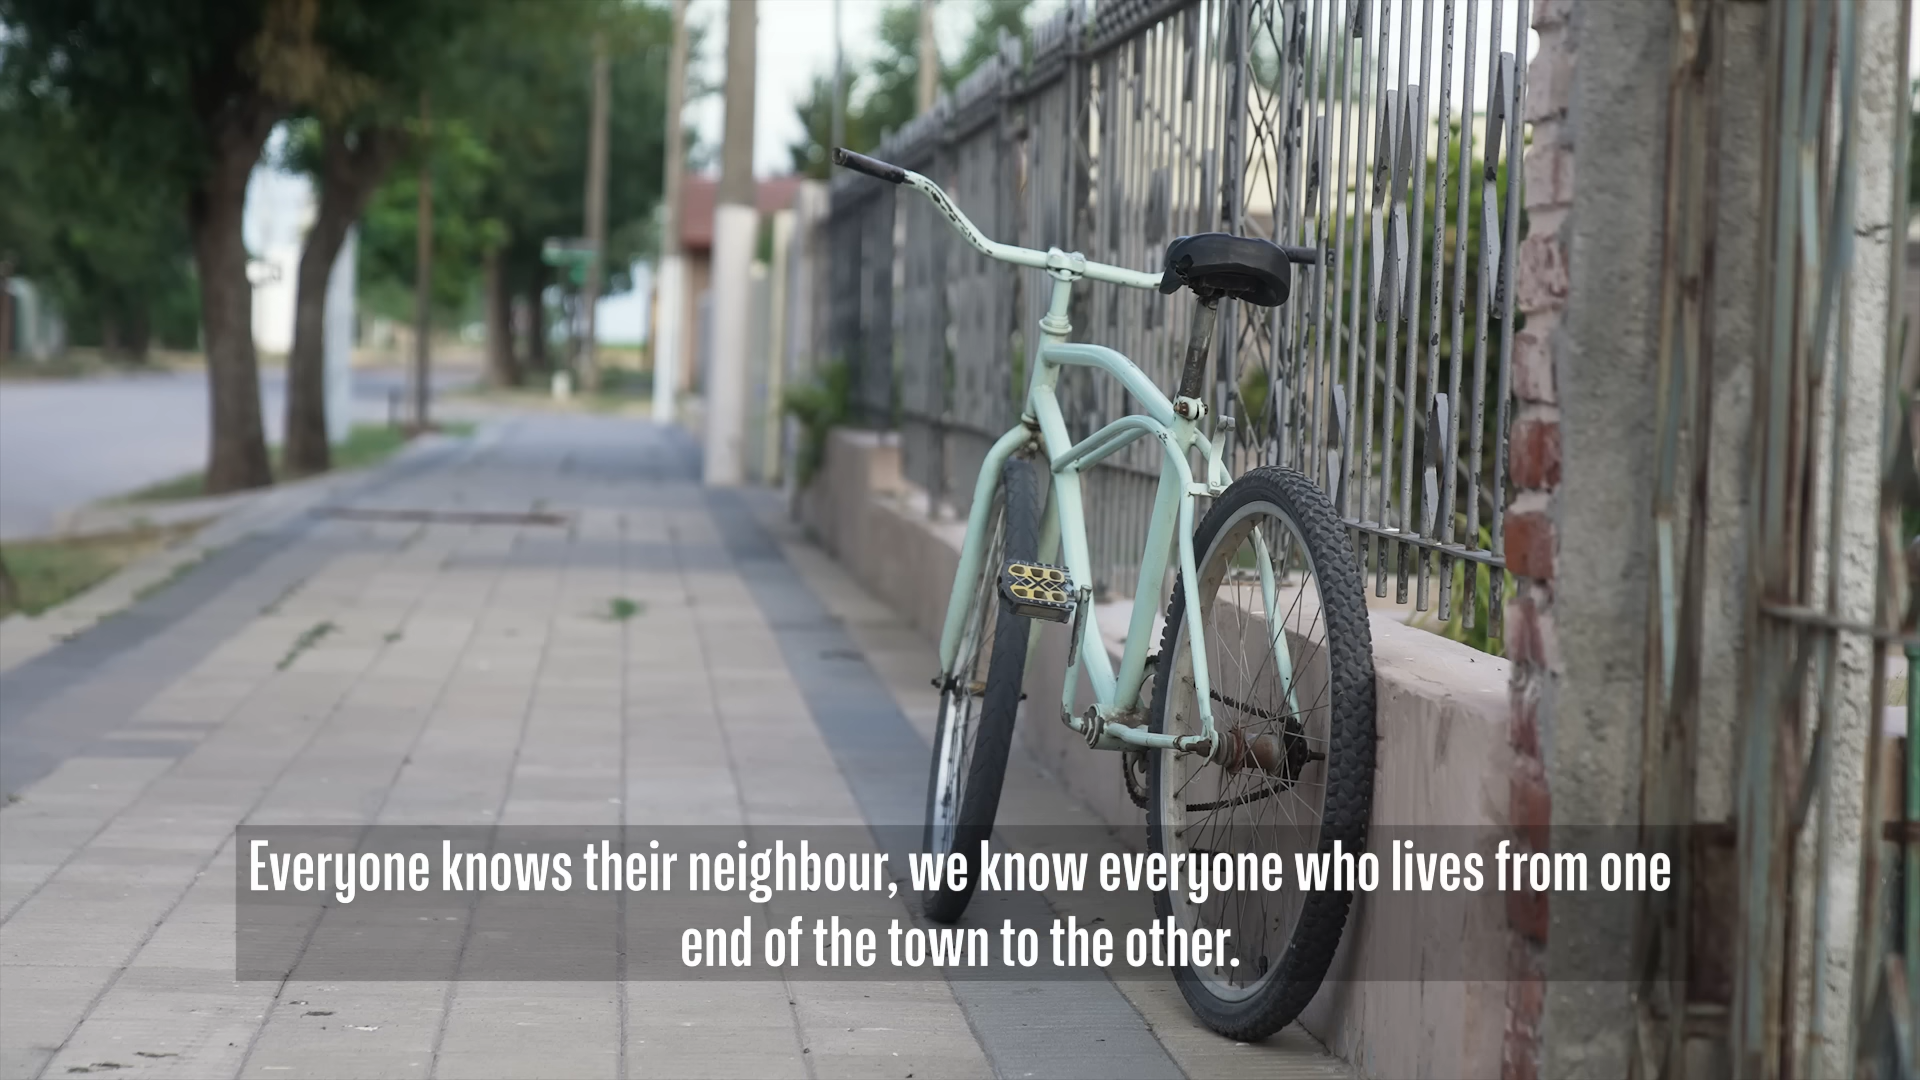 Everyone knows their neighbour, we know everyone who lives from one
end of the town to the other.